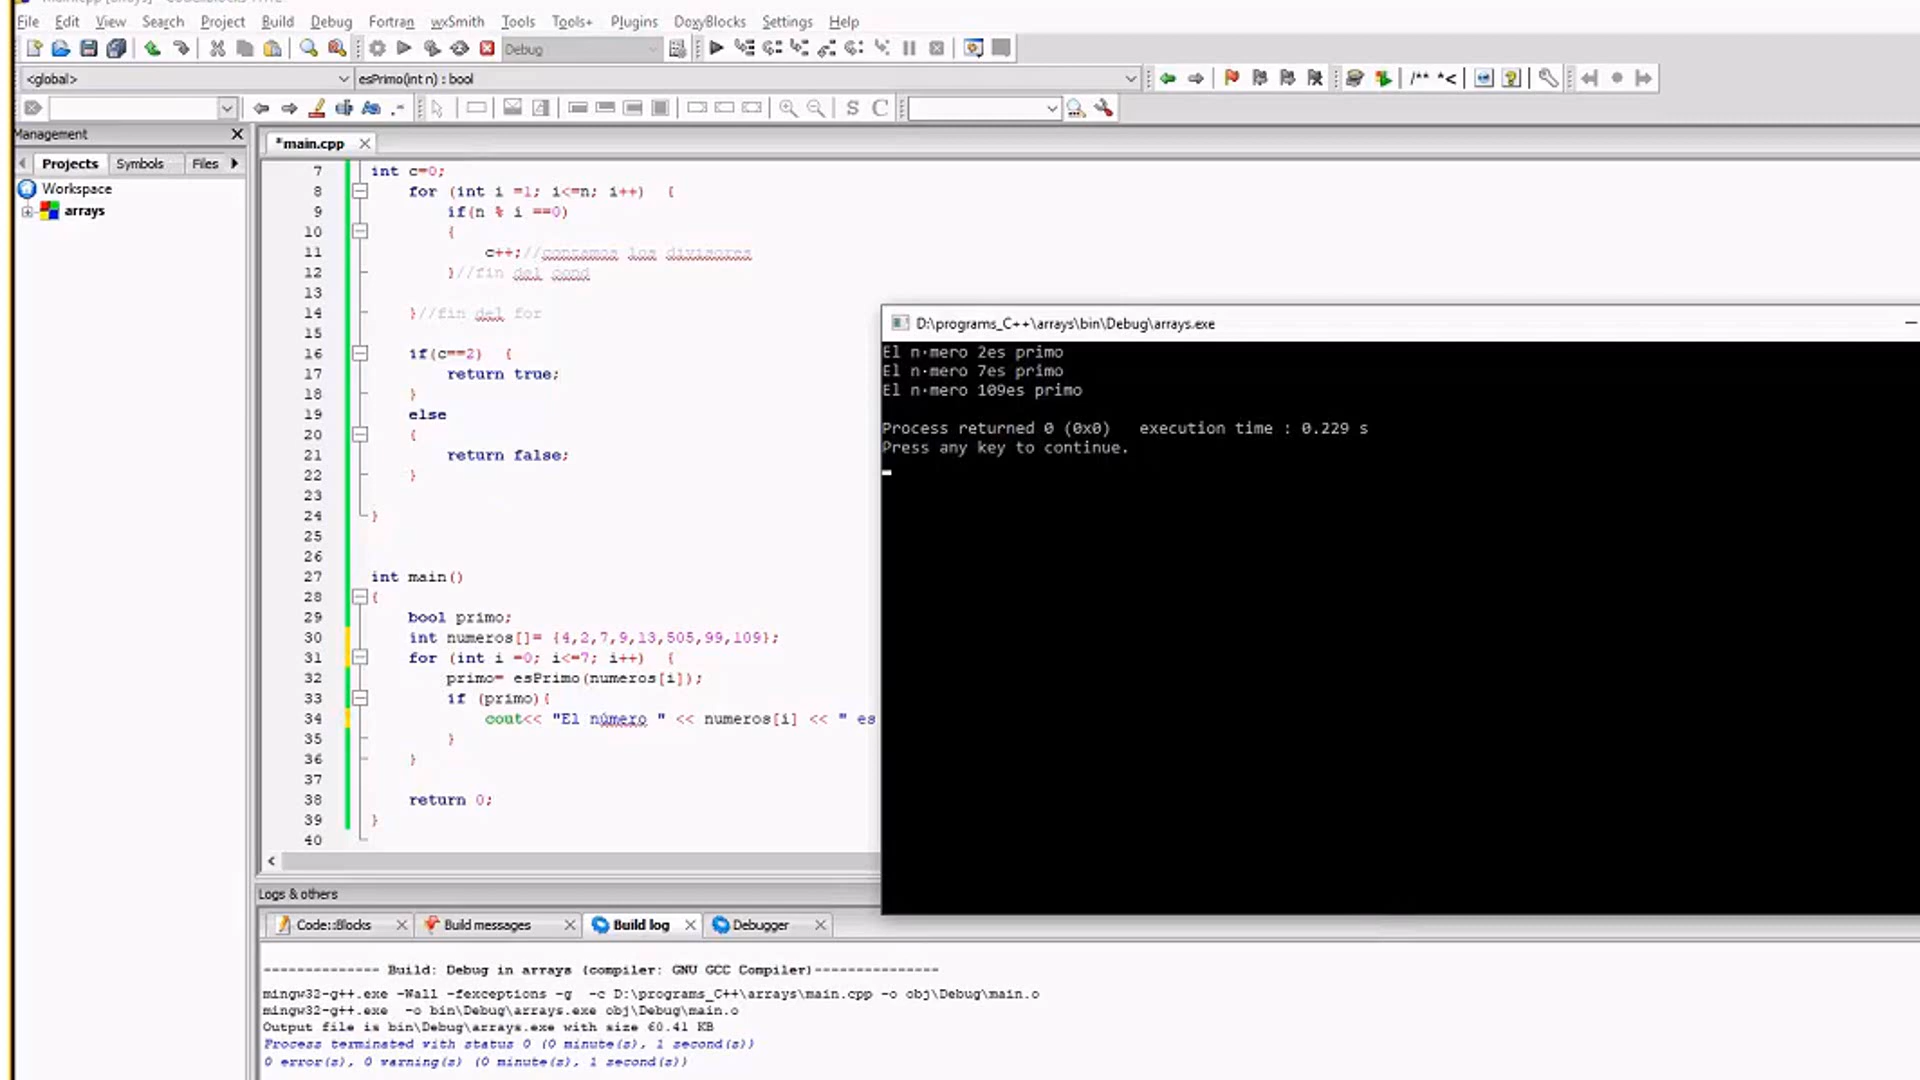 File Edit View Search Project Build Debug Fortran wxSmith Tools Tools+ Plugins DoxyBlocks Settings Help
Debug
<global> esPrimo(int n) : bool
/** *<
S C
Management
Projects Symbols Files
Workspace
arrays
*main.cpp
7 int c=0;
8 for (int i =1; i<=n; i++) {
9 if(n % i ==0)
10 {
11 c++;//contamos los divisores
12 }//fin del cond
13
14 }//fin del for
15
16 if(c==2) {
17 return true;
18 }
19 else
20 {
21 return false;
22 }
23
24 }
25
26
27 int main()
28 {
29 bool primo;
30 int numeros[]= {4,2,7,9,13,505,99,109};
31 for (int i =0; i<=7; i++) {
32 primo= esPrimo(numeros[i]);
33 if (primo){
34 cout<< "El número " << numeros[i] << " es
35 }
36 }
37
38 return 0;
39 }
40
D:\programs_C++\arrays\bin\Debug\arrays.exe
El n·mero 2es primo
El n·mero 7es primo
El n·mero 109es primo
Process returned 0 (0x0) execution time : 0.229 s
Press any key to continue.
Logs & others
Code::Blocks Build messages Build log Debugger
-------------- Build: Debug in arrays (compiler: GNU GCC Compiler)---------------
mingw32-g++.exe -Wall -fexceptions -g -c D:\programs_C++\arrays\main.cpp -o obj\Debug\main.o
mingw32-g++.exe -o bin\Debug\arrays.exe obj\Debug\main.o
Output file is bin\Debug\arrays.exe with size 60.41 KB
Process terminated with status 0 (0 minute(s), 1 second(s))
0 error(s), 0 warning(s) (0 minute(s), 1 second(s))